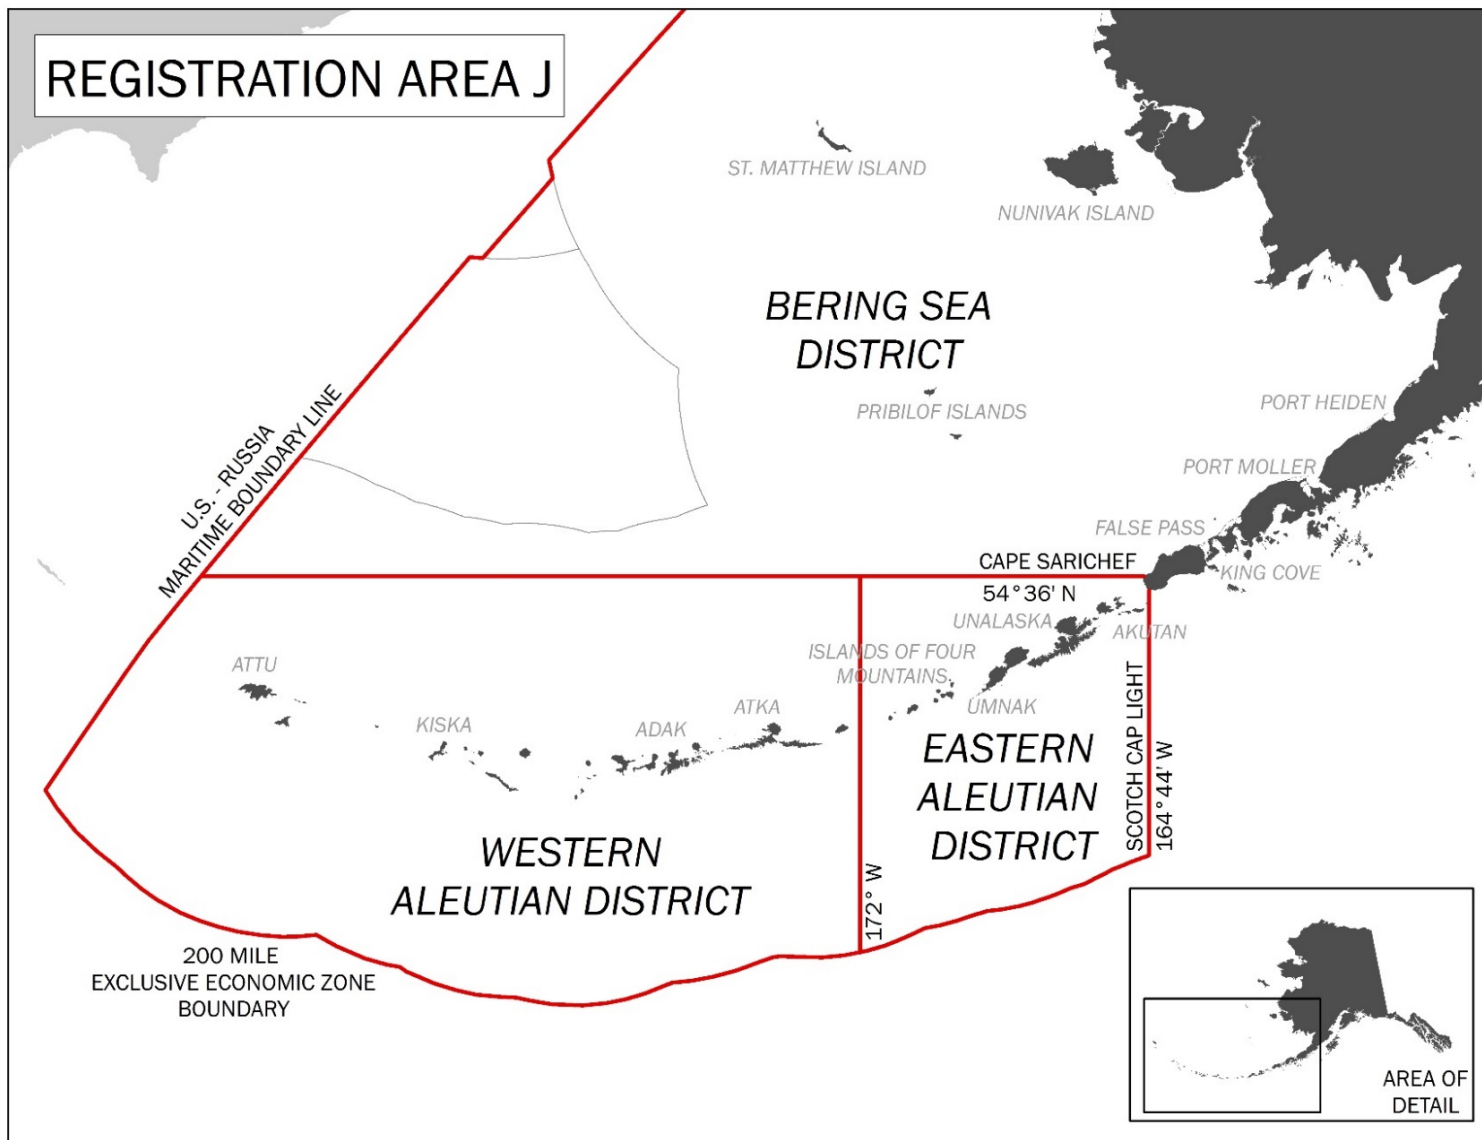 REGISTRATION AREA J
ST. MATTHEW ISLAND
NUNIVAK ISLAND
BERING SEA
DISTRICT
PRIBILOF ISLANDS
PORT HEIDEN
PORT MOLLER
FALSE PASS
KING COVE
U.S. - RUSSIA
MARITIME BOUNDARY LINE
CAPE SARICHEF
54°36' N
UNALASKA
AKUTAN
ISLANDS OF FOUR
MOUNTAINS
UMNAK
ATTU
KISKA
ADAK
ATKA
EASTERN
ALEUTIAN
DISTRICT
SCOTCH CAP LIGHT
164°44' W
WESTERN
ALEUTIAN DISTRICT
172° W
200 MILE
EXCLUSIVE ECONOMIC ZONE
BOUNDARY
AREA OF
DETAIL